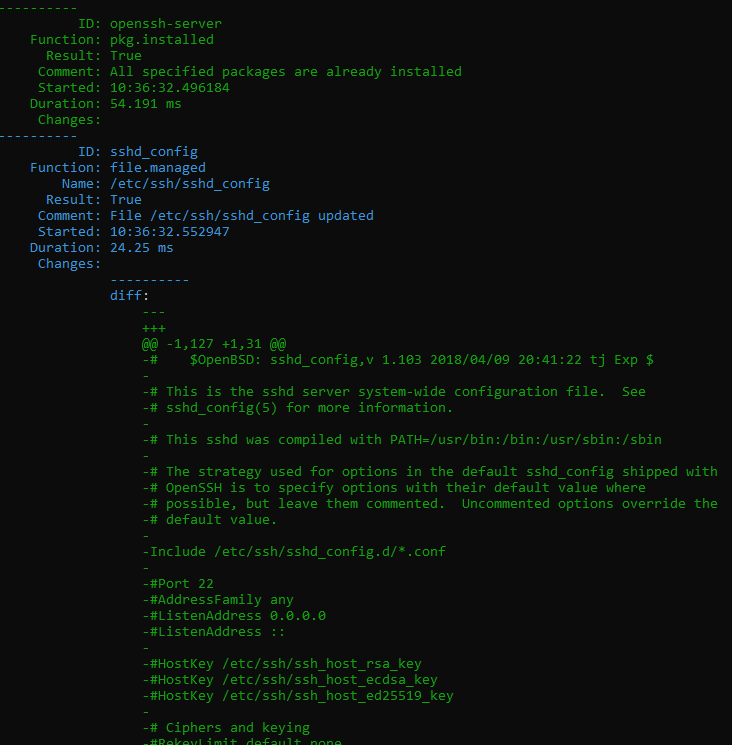 ----------
ID: openssh-server
Function: pkg.installed
Result: True
Comment: All specified packages are already installed
Started: 10:36:32.496184
Duration: 54.191 ms
Changes:
----------
ID: sshd_config
Function: file.managed
Name: /etc/ssh/sshd_config
Result: True
Comment: File /etc/ssh/sshd_config updated
Started: 10:36:32.552947
Duration: 24.25 ms
Changes:
----------
diff:
---
+++
@@ -1,127 +1,31 @@
-#    $OpenBSD: sshd_config,v 1.103 2018/04/09 20:41:22 tj Exp $
-
-# This is the sshd server system-wide configuration file.  See
-# sshd_config(5) for more information.
-
-# This sshd was compiled with PATH=/usr/bin:/bin:/usr/sbin:/sbin
-
-# The strategy used for options in the default sshd_config shipped with
-# OpenSSH is to specify options with their default value where
-# possible, but leave them commented.  Uncommented options override the
-# default value.
-
-Include /etc/ssh/sshd_config.d/*.conf
-
-#Port 22
-#AddressFamily any
-#ListenAddress 0.0.0.0
-#ListenAddress ::
-
-#HostKey /etc/ssh/ssh_host_rsa_key
-#HostKey /etc/ssh/ssh_host_ecdsa_key
-#HostKey /etc/ssh/ssh_host_ed25519_key
-
-# Ciphers and keying
-#RekeyLimit default none